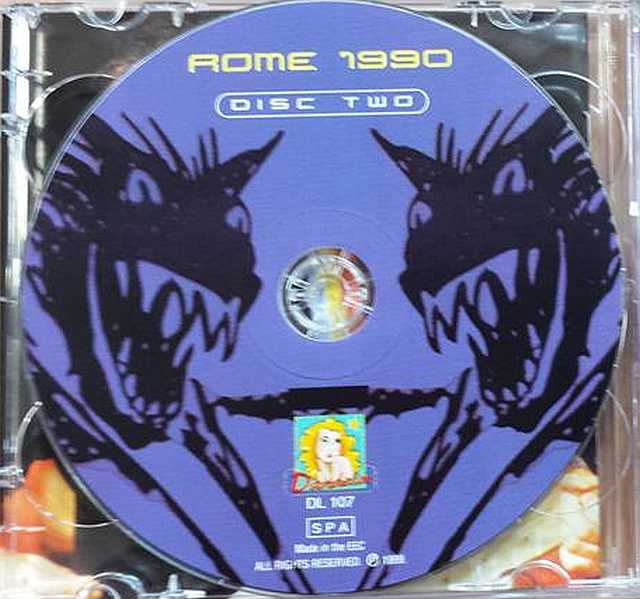 ROME 1990
DISC TWO
DL 107
SPA
Made in the EEC
ALL RIGHTS RESERVED Ⓟ